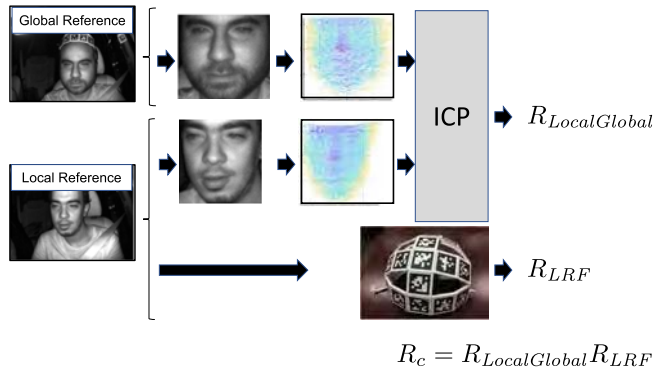 Global Reference
ICP
R_{LocalGlobal}
Local Reference
R_{LRF}
R_c = R_{LocalGlobal}R_{LRF}